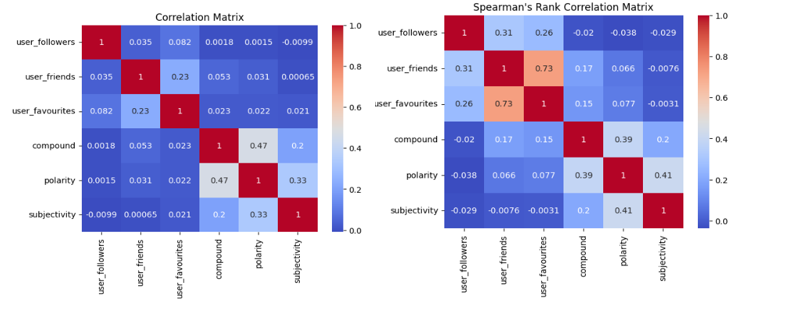 Correlation Matrix
user_followers 1 0.035 0.082 0.0018 0.0015 -0.0099
user_friends 0.035 1 0.23 0.053 0.031 0.00065
user_favourites 0.082 0.23 1 0.023 0.022 0.021
compound 0.0018 0.053 0.023 1 0.47 0.2
polarity 0.0015 0.031 0.022 0.47 1 0.33
subjectivity -0.0099 0.00065 0.021 0.2 0.33 1
user_followers user_friends user_favourites compound polarity subjectivity
1.0
0.8
0.6
0.4
0.2
0.0
Spearman's Rank Correlation Matrix
user_followers 1 0.31 0.26 -0.02 -0.038 -0.029
user_friends 0.31 1 0.73 0.17 0.066 -0.0076
user_favourites 0.26 0.73 1 0.15 0.077 -0.0031
compound -0.02 0.17 0.15 1 0.39 0.2
polarity -0.038 0.066 0.077 0.39 1 0.41
subjectivity -0.029 -0.0076 -0.0031 0.2 0.41 1
user_followers user_friends user_favourites compound polarity subjectivity
1.0
0.8
0.6
0.4
0.2
0.0